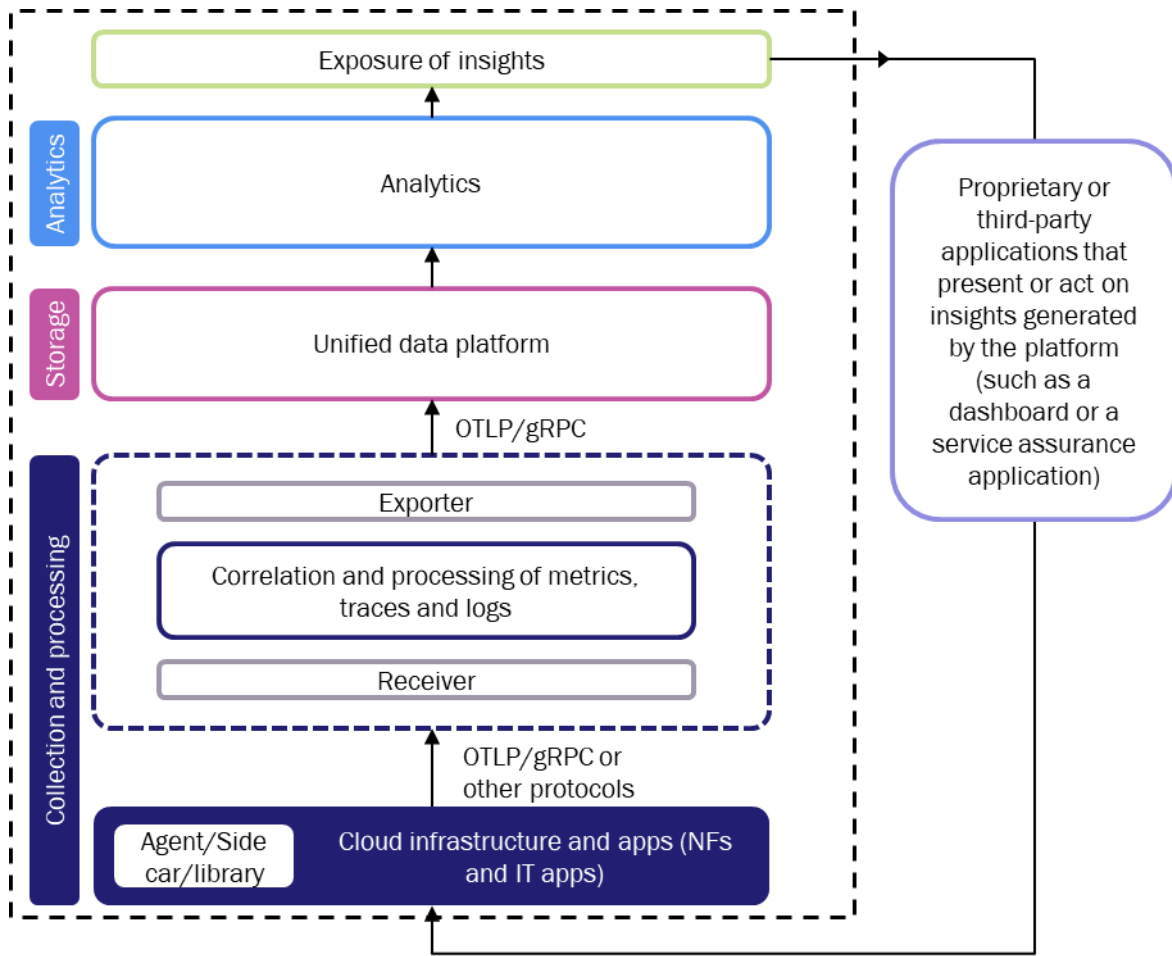 Exposure of insights
Analytics
Analytics
Storage
Unified data platform
OTLP/gRPC
Collection and processing
Exporter
Correlation and processing of metrics,
traces and logs
Receiver
OTLP/gRPC or
other protocols
Agent/Side
car/library
Cloud infrastructure and apps (NFs
and IT apps)
Proprietary or
third-party
applications that
present or act on
insights generated
by the platform
(such as a
dashboard or a
service assurance
application)